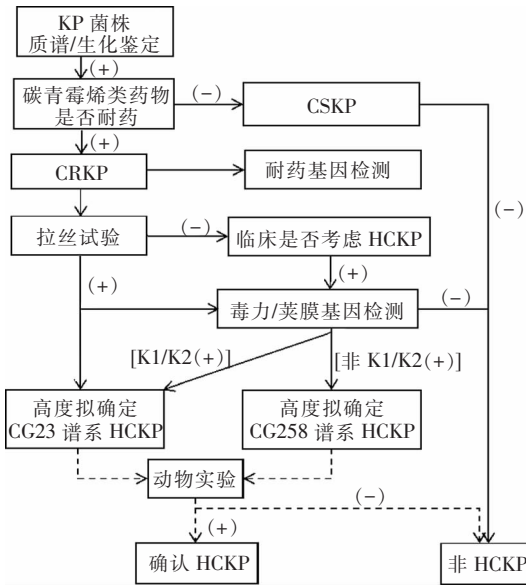 KP 菌株
质谱/生化鉴定
(+)
碳青霉烯类药物
是否耐药
(-)
CSKP
(+)
CRKP
耐药基因检测
拉丝试验
(-)
临床是否考虑 HCKP
(-)
(+)
(+)
毒力/荚膜基因检测
(-)
[K1/K2(+)]
[非 K1/K2(+)]
高度拟确定
CG23 谱系 HCKP
高度拟确定
CG258 谱系 HCKP
动物实验
(-)
(+)
确认 HCKP
非 HCKP